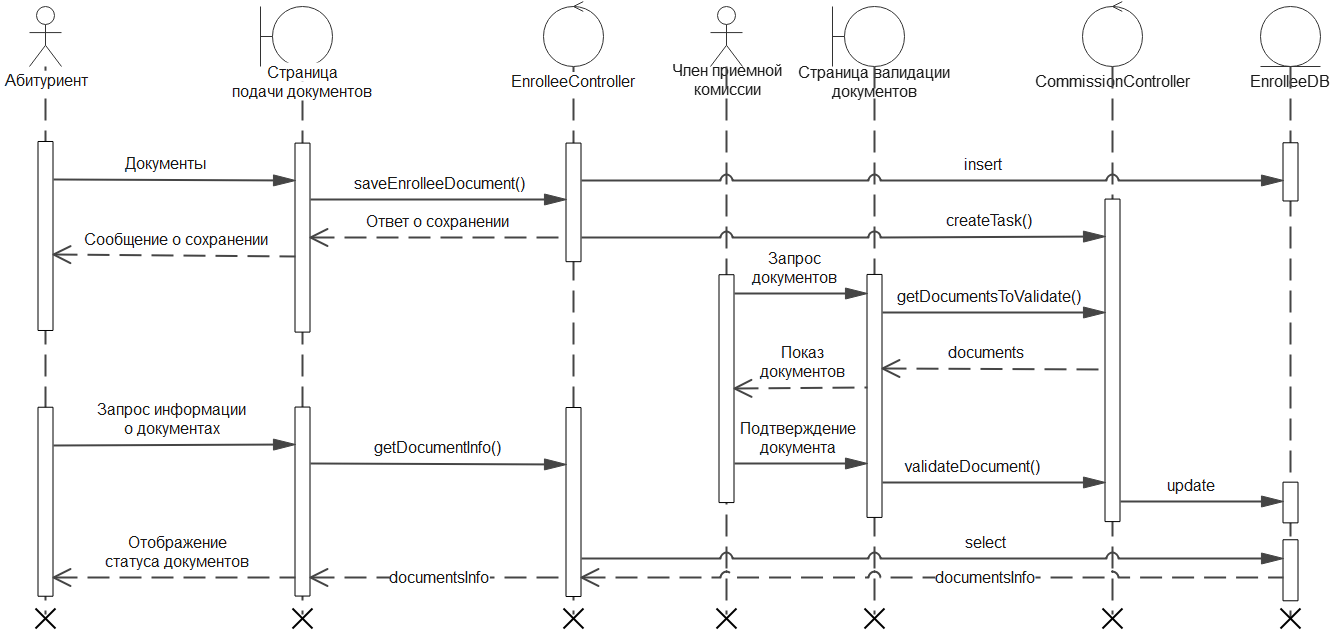 Абитуриент
Страница
подачи документов
EnrolleeController
Член приемной
комиссии
Страница валидации
документов
CommissionController
EnrolleeDB
Документы
insert
saveEnrolleeDocument()
Ответ о сохранении
createTask()
Сообщение о сохранении
Запрос
документов
getDocumentsToValidate()
Показ
документов
documents
Запрос информации
о документах
Подтверждение
документа
getDocumentInfo()
validateDocument()
update
Отображение
статуса документов
select
documentsInfo
documentsInfo